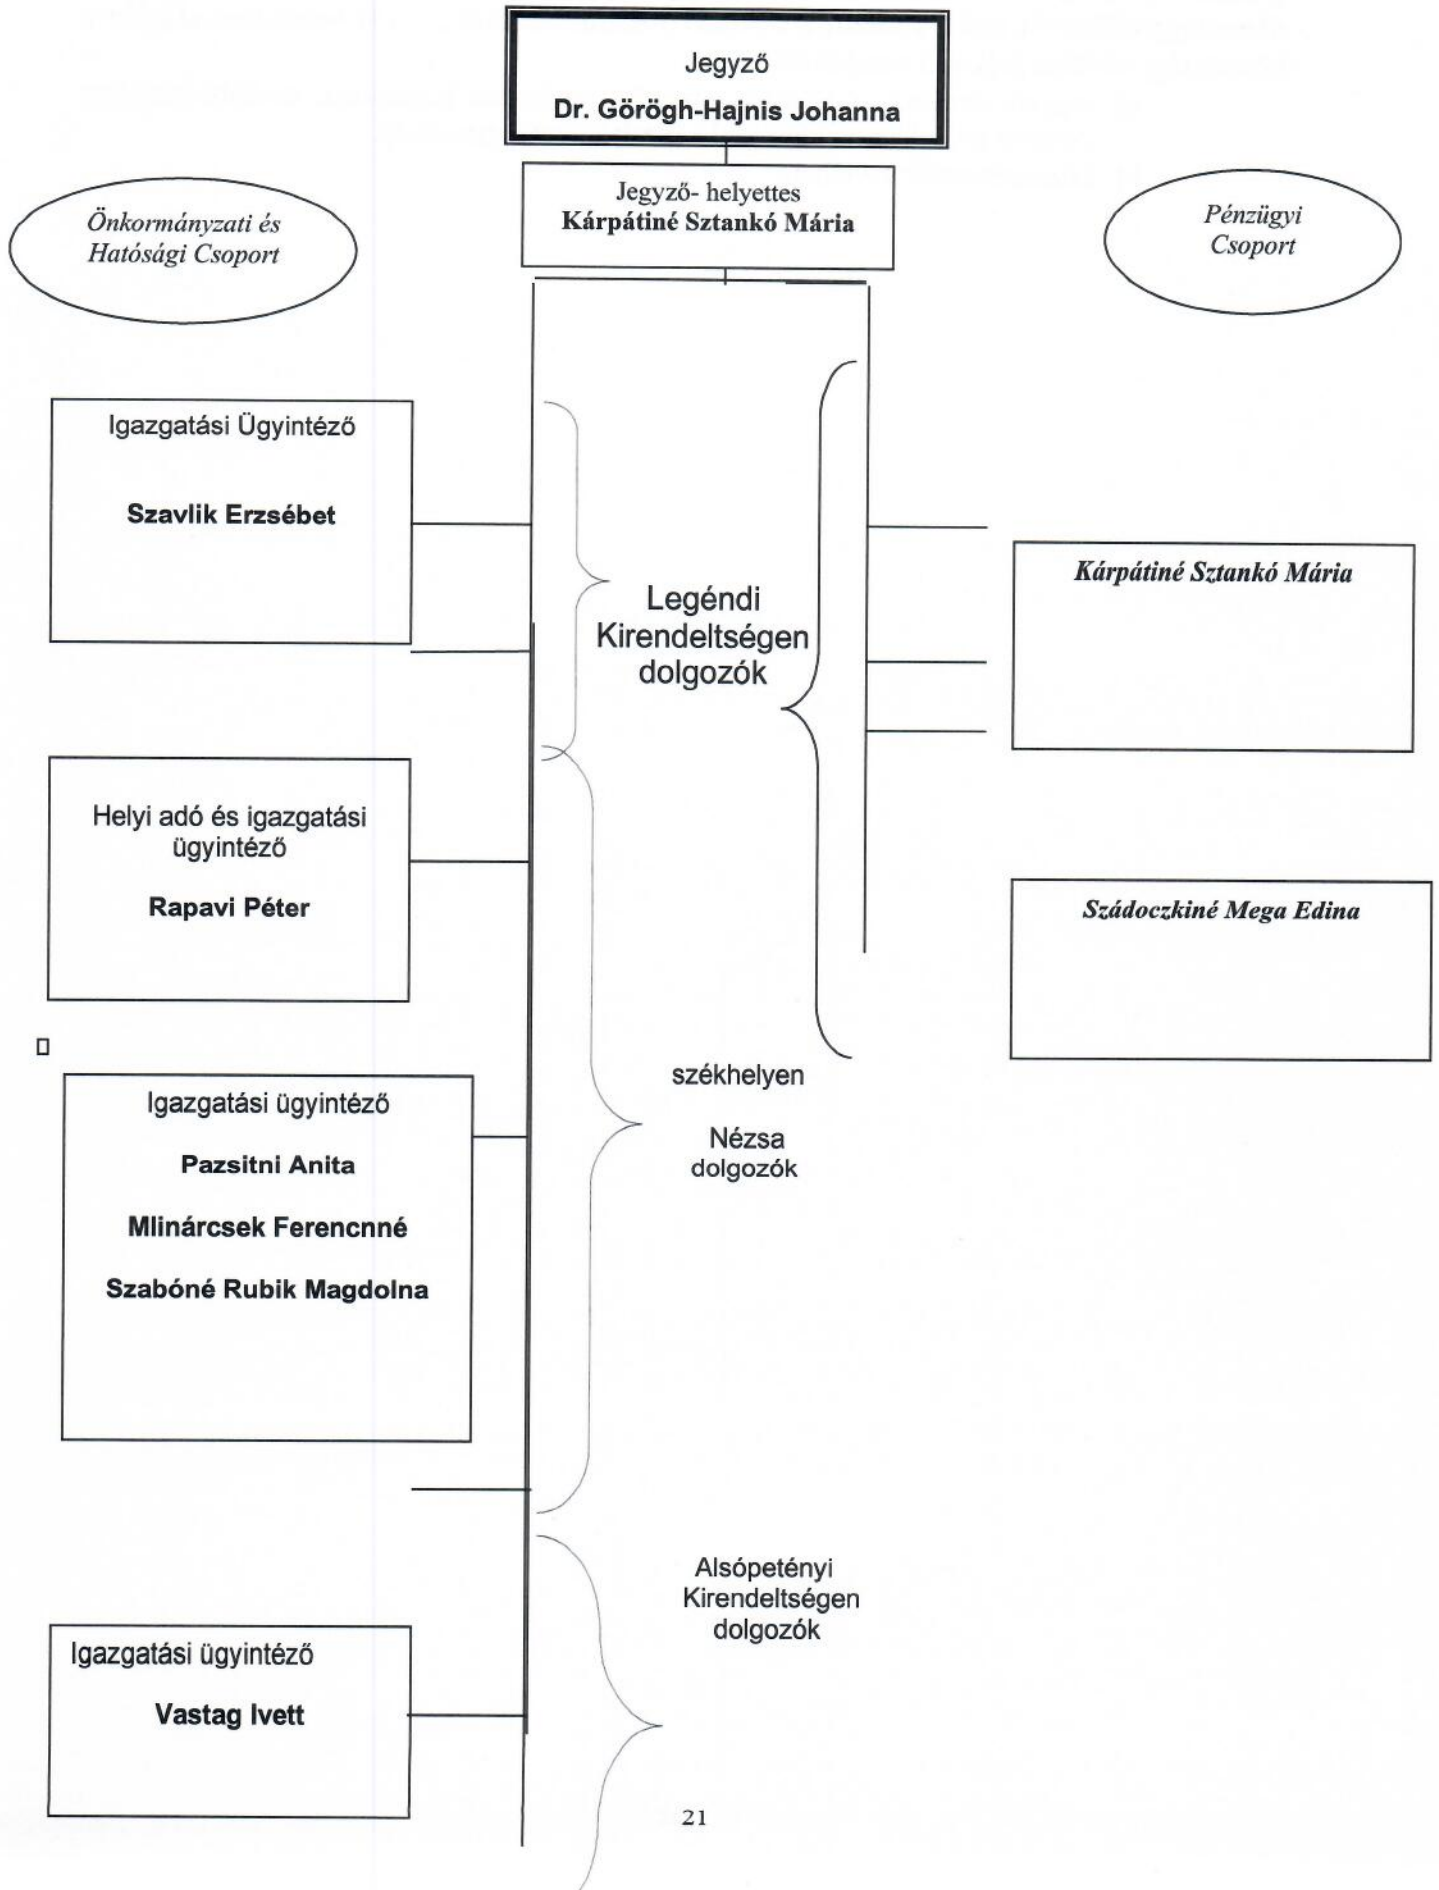 Jegyző
Dr. Görögh-Hajnis Johanna
Jegyző- helyettes
Kárpátiné Sztankó Mária
Önkormányzati és
Hatósági Csoport
Pénzügyi
Csoport
Igazgatási Ügyintéző
Szavlik Erzsébet
Legéndi
Kirendeltségen
dolgozók
Kárpátiné Sztankó Mária
Helyi adó és igazgatási
ügyintéző
Rapavi Péter
Szádoczkiné Mega Edina
Igazgatási ügyintéző
Pazsitni Anita
Mlinárcsek Ferencnné
Szabóné Rubik Magdolna
székhelyen
Nézsa
dolgozók
Alsópetényi
Kirendeltségen
dolgozók
Igazgatási ügyintéző
Vastag Ivett
21